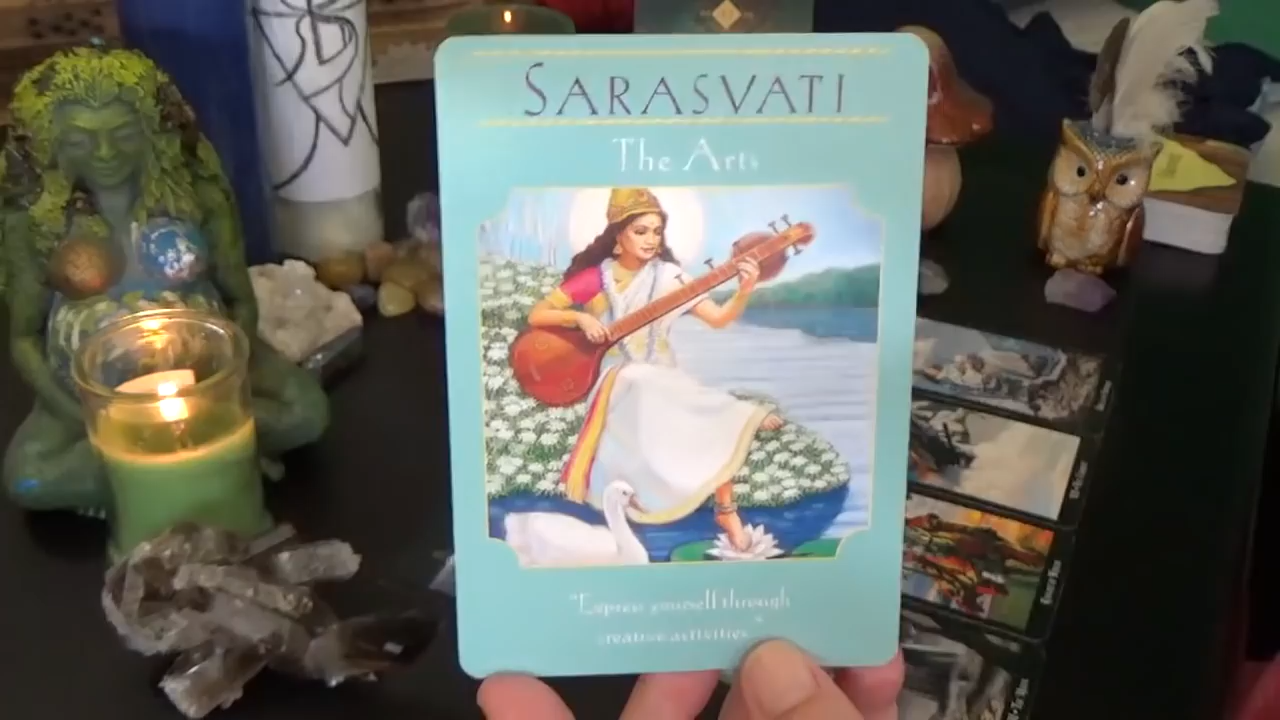 SARASVATI
The Arts
"Express yourself through
creative activities."